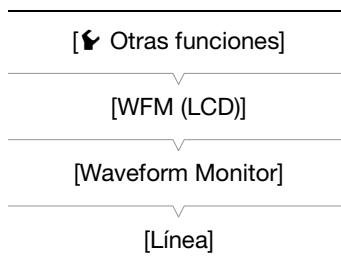 [Otras funciones]
[WFM (LCD)]
[Waveform Monitor]
[Línea]